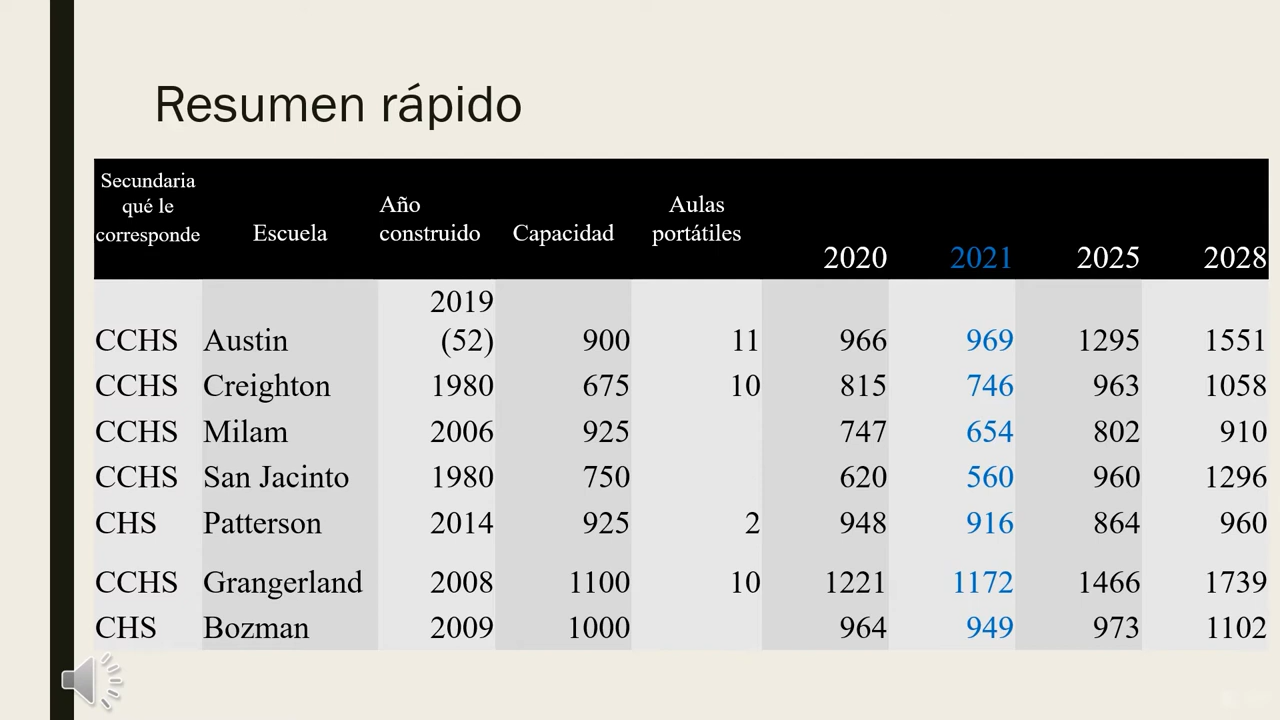 Resumen rápido
Secundaria qué le corresponde Escuela Año construido Capacidad Aulas portátiles 2020 2021 2025 2028
CCHS Austin 2019 (52) 900 11 966 969 1295 1551
CCHS Creighton 1980 675 10 815 746 963 1058
CCHS Milam 2006 925 747 654 802 910
CCHS San Jacinto 1980 750 620 560 960 1296
CHS Patterson 2014 925 2 948 916 864 960
CCHS Grangerland 2008 1100 10 1221 1172 1466 1739
CHS Bozman 2009 1000 964 949 973 1102